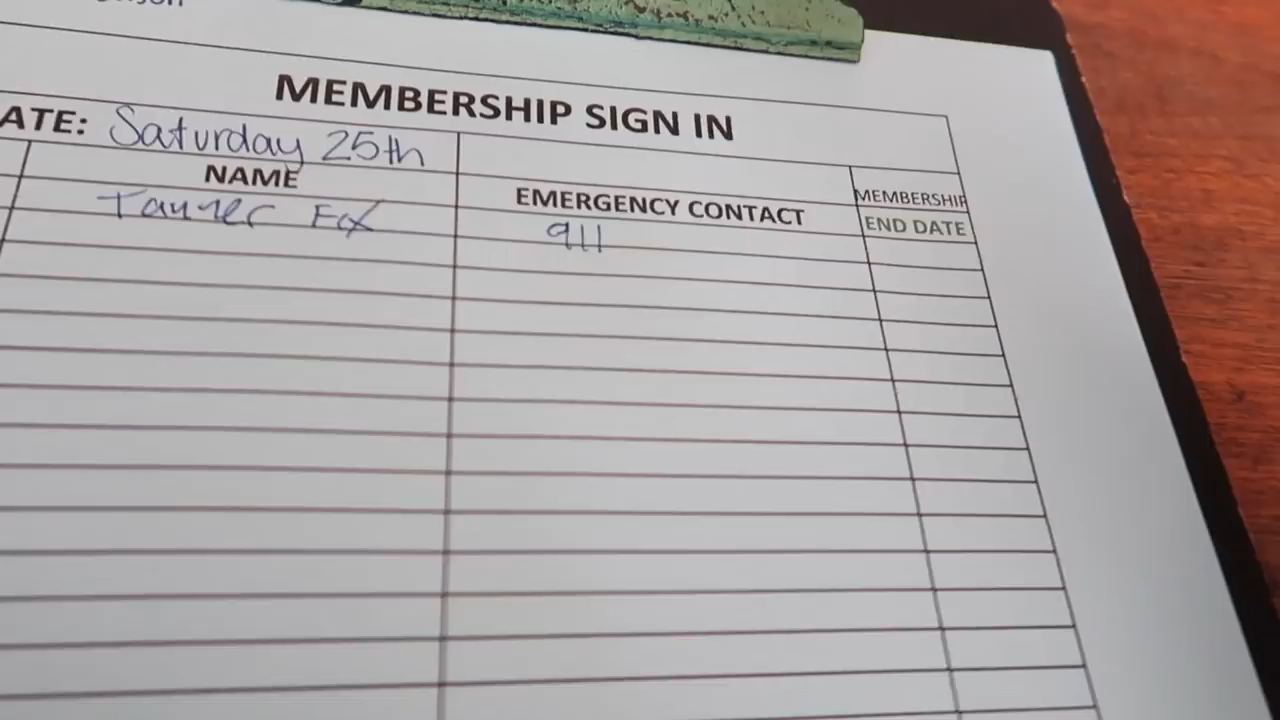 MEMBERSHIP SIGN IN
ATE: Saturday 25th
NAME EMERGENCY CONTACT MEMBERSHIP END DATE
Tanner Fox 911